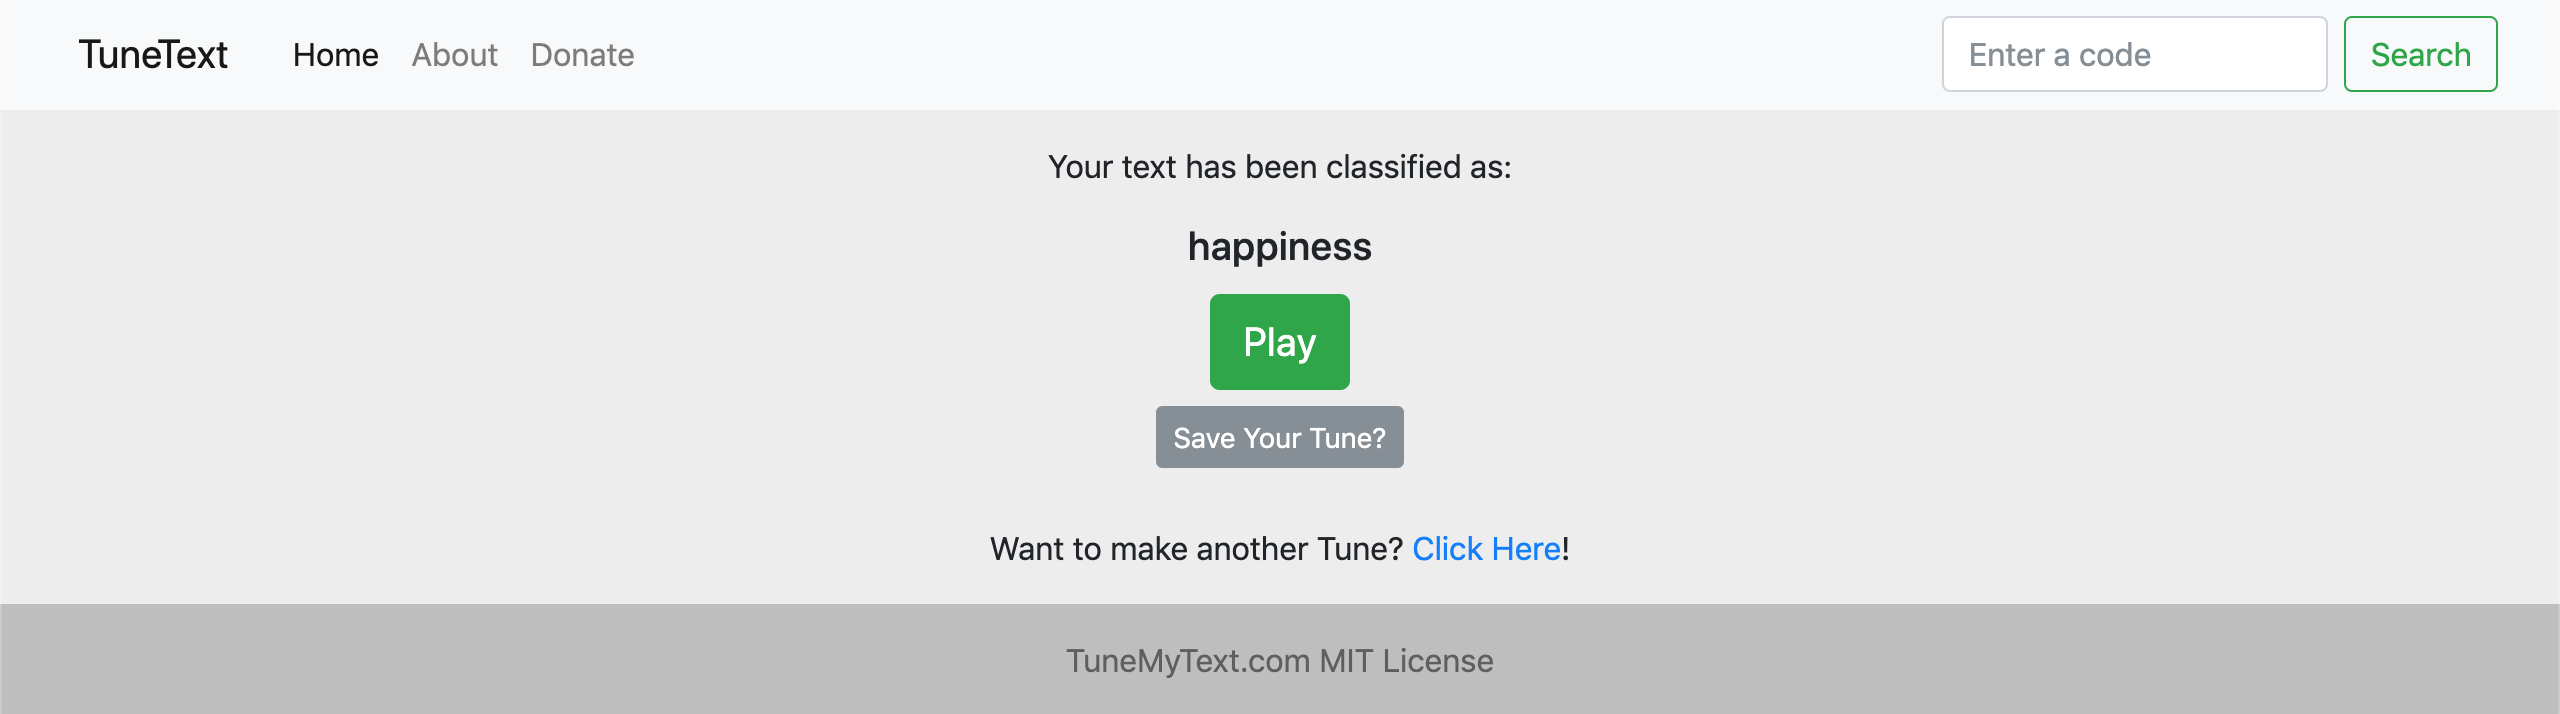 TuneText Home About Donate Enter a code Search
Your text has been classified as:
happiness
Play
Save Your Tune?
Want to make another Tune? Click Here!
TuneMyText.com MIT License